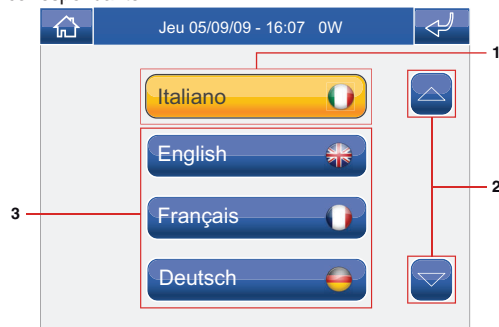 Jeu 05/09/09 - 16:07 0W
1
Italiano
English
2
3
Français
Deutsch